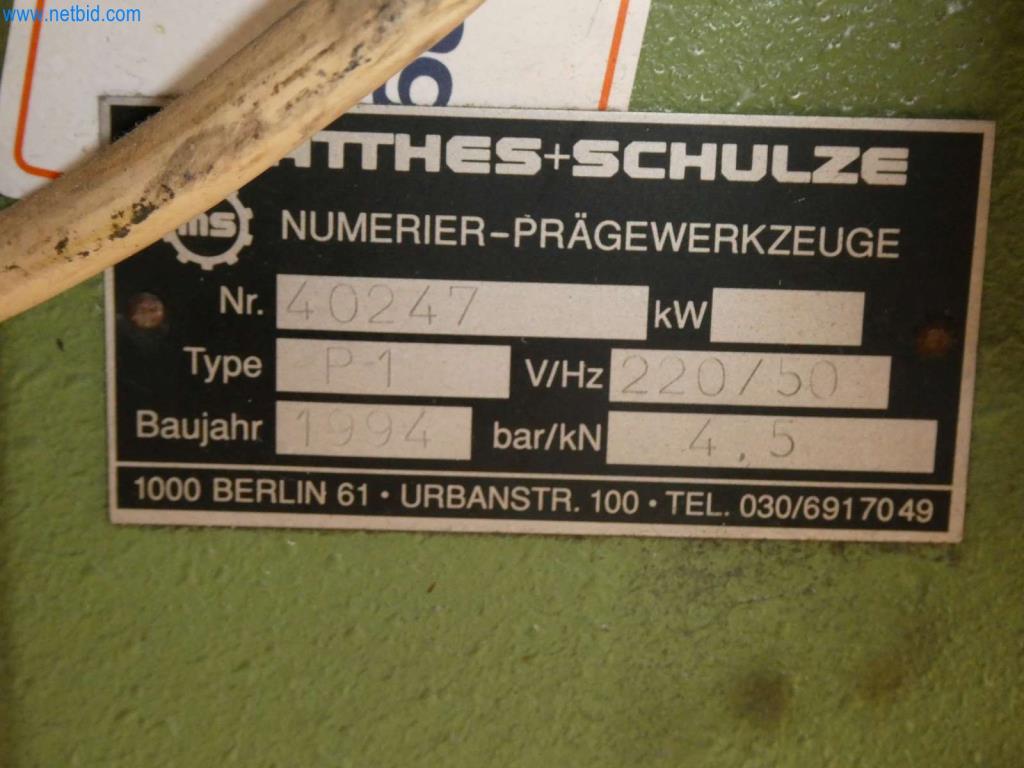 www.netbid.com
ATTHES+SCHULZE
ms NUMERIER-PRÄGEWERKZEUGE
Nr. 40247 kW
Type P-1 V/Hz 220/50
Baujahr 1994 bar/kN 4,5
1000 BERLIN 61 · URBANSTR. 100 · TEL. 030/6917049